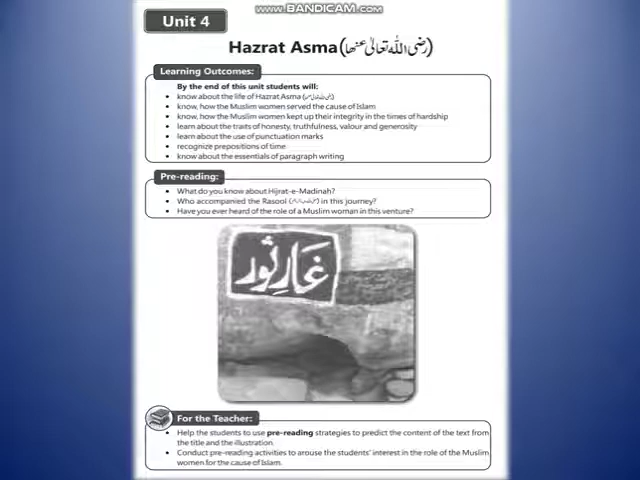 www.BANDICAM.com
Unit 4
Hazrat Asma (رضی اللہ تعالیٰ عنھا)
Learning Outcomes:
By the end of this unit students will:
• know about the life of Hazrat Asma
• know, how the Muslim women served the cause of Islam
• know, how the Muslim women kept up their integrity in the times of hardship
• learn about the traits of honesty, truthfulness, valour and generosity
• learn about the use of punctuation marks
• recognize prepositions of time
• know about the essentials of paragraph writing
Pre-reading:
• What do you know about Hijrat-e-Madinah?
• Who accompanied the Rasool in this journey?
• Have you ever heard of the role of a Muslim woman in this venture?
غارِ ثور
For the Teacher:
• Help the students to use pre-reading strategies to predict the content of the text from
the title and the illustration.
• Conduct pre-reading activities to arouse the students' interest in the role of the Muslim
women for the cause of Islam.